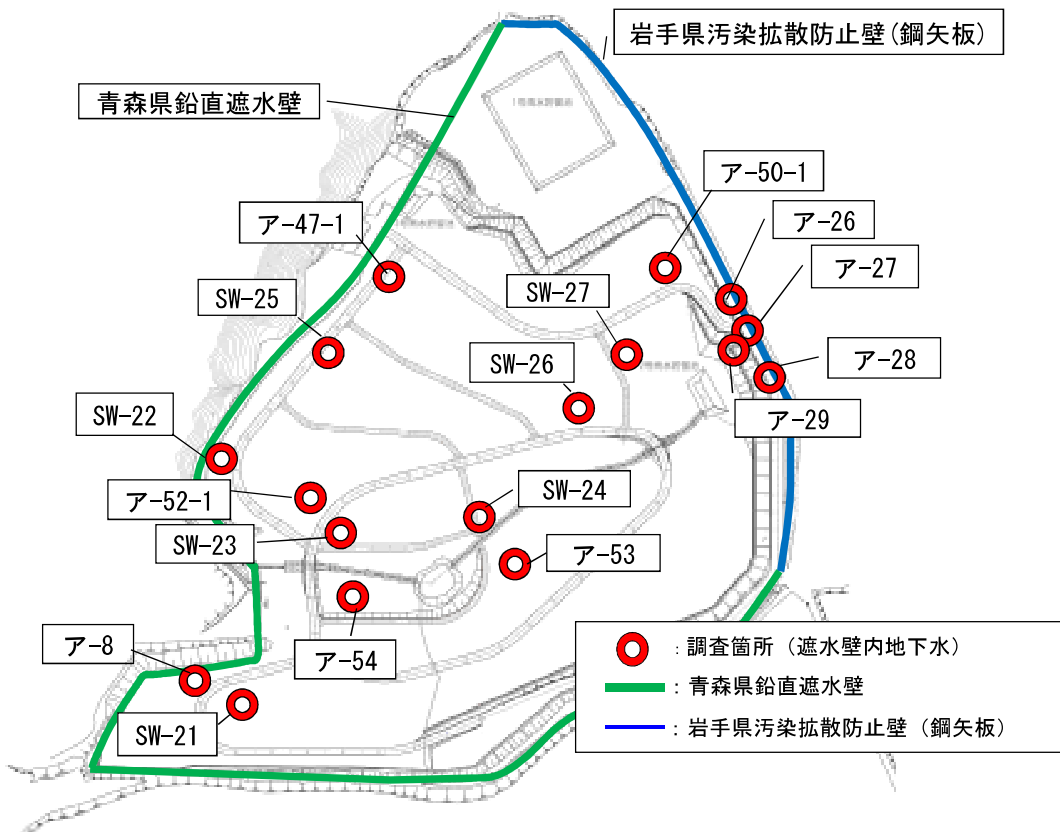 岩手県汚染拡散防止壁(鋼矢板)
青森県鉛直遮水壁
ア-50-1
ア-47-1
ア-26
ア-27
SW-25
SW-27
SW-26
ア-28
ア-29
SW-22
ア-52-1
SW-24
SW-23
ア-53
ア-8
ア-54
SW-21
：調査箇所（遮水壁内地下水）
：青森県鉛直遮水壁
：岩手県汚染拡散防止壁（鋼矢板）